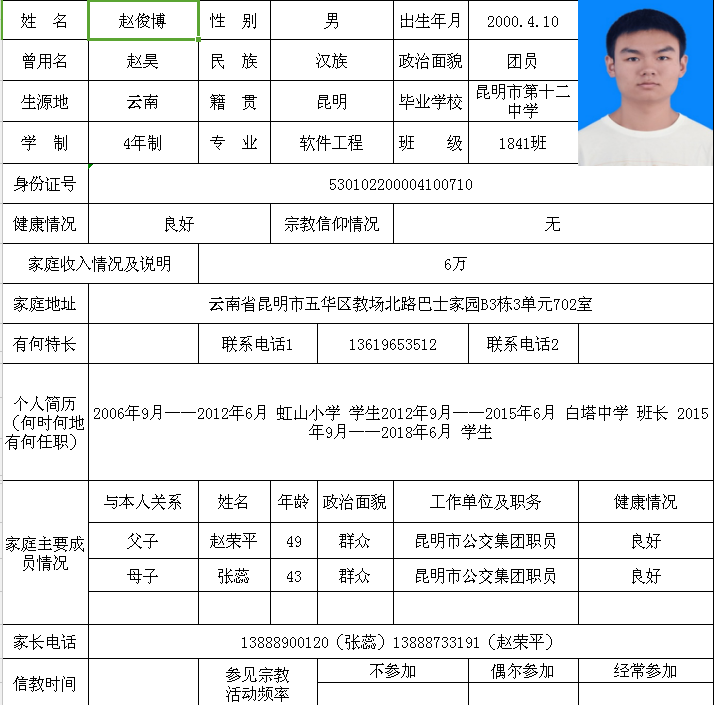 姓 名 赵俊博 性 别 男 出生年月 2000.4.10
曾用名 赵昊 民 族 汉族 政治面貌 团员
生源地 云南 籍 贯 昆明 毕业学校 昆明市第十二
中学
学 制 4年制 专 业 软件工程 班 级 1841班
身份证号 530102200004100710
健康情况 良好 宗教信仰情况 无
家庭收入情况及说明 6万
家庭地址 云南省昆明市五华区教场北路巴士家园B3栋3单元702室
有何特长 联系电话1 13619653512 联系电话2
个人简历
（何时何地
有何任职）
2006年9月——2012年6月 虹山小学 学生2012年9月——2015年6月 白塔中学 班长 2015
年9月——2018年6月 学生
家庭主要成
员情况
与本人关系 姓名 年龄 政治面貌 工作单位及职务 健康情况
父子 赵荣平 49 群众 昆明市公交集团职员 良好
母子 张蕊 43 群众 昆明市公交集团职员 良好
家长电话 13888900120（张蕊）13888733191（赵荣平）
信教时间 参见宗教
活动频率
不参加 偶尔参加 经常参加